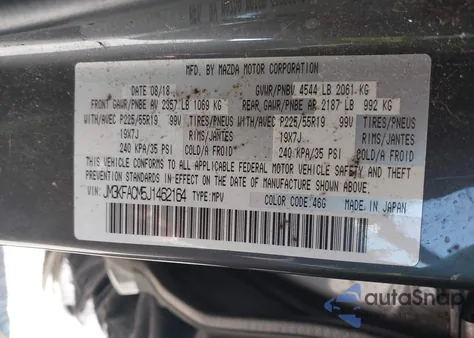 MFD. BY MAZDA MOTOR CORPORATION
DATE 08/18 GVWR/PNBV 4544 LB 2061 KG
FRONT GAWR/PNBE AV 2357 LB 1069 KG REAR GAWR/PNBE AR 2187 LB 992 KG
WITH/AVEC P225/55R19 99V TIRES/PNEUS WITH/AVEC P225/55R19 99V TIRES/PNEUS
19X7J RIMS/JANTES 19X7J RIMS/JANTES
240 KPA/35 PSI COLD/FROID 240 KPA/35 PSI COLD/FROID
THIS VEHICLE CONFORMS TO ALL APPLICABLE FEDERAL MOTOR VEHICLE SAFETY AND THEFT
PREVENTION STANDARDS IN EFFECT ON THE DATE OF MANUFACTURE SHOWN ABOVE.
VIN: JM3KFACM5J1462164 TYPE:MPV COLOR CODE:46G MADE IN JAPAN
autoSnap